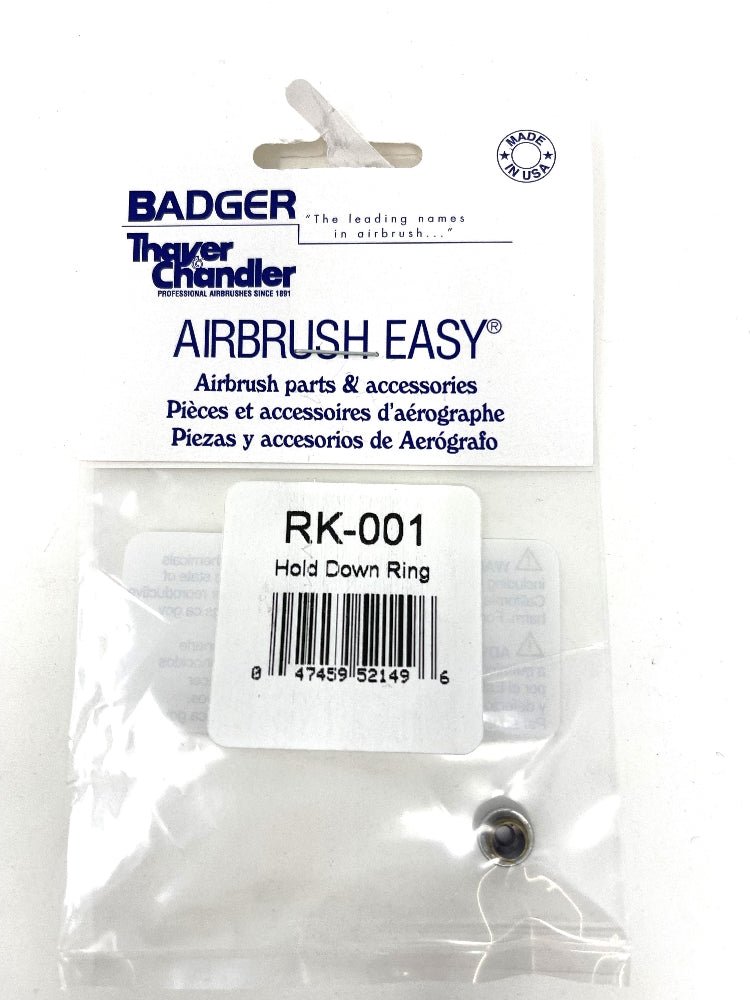 MADE
IN USA
BADGER
"The leading names
in airbrush..."
Thayer
&
Chandler
PROFESSIONAL AIRBRUSHES SINCE 1891
AIRBRUSH EASY®
Airbrush parts & accessories
Pièces et accessoires d'aérographe
Piezas y accesorios de Aerógrafo
RK-001
Hold Down Ring
0 47459 52149 6